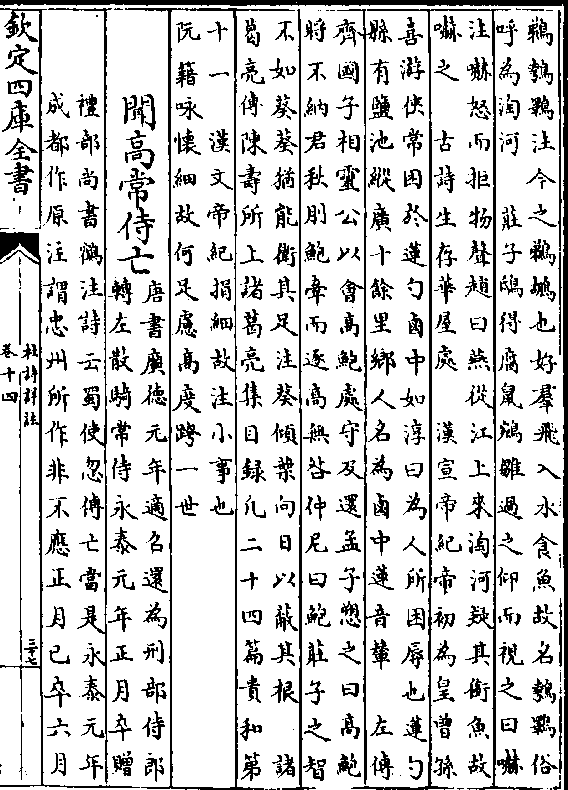 鵜鶘鸅注今之鵜鶘也好羣飛入水食魚故名鵜鸅俗
呼為淘河　莊子鴟得腐鼠鵷雛過之仰而視之曰嚇
注嚇怒而拒物聲趙曰燕從江上來淘河疑其銜魚故
嚇之　古詩生存華屋處　漢宣帝紀帝初為皇曾孫
喜游俠常困於蓮勺鹵中如淳曰為人所困辱也蓮勺
縣有鹽池縱廣十餘里鄉人名為鹵中蓮音輦　左傳
齊國子相靈公以會高鮑處守及還孟子愬之曰高鮑
將不納君秋刖鮑牽而逐高無咎仲尼曰鮑莊子之智
不如葵葵猶能衛其足注葵傾葉向日以蔽其根　諸
葛亮傳陳壽所上諸葛亮集目録凡二十四篇貴和第
十一　漢文帝紀捐細故注小事也
阮籍咏懷細故何足慮高度跨一世
聞高常侍亡
唐書廣德元年適召還為刑部侍郎
轉左散騎常侍永泰元年正月卒贈
禮部尚書鶴注詩云蜀使忽傳亡當是永泰元年
成都作原注謂忠州所作非不應正月已卒六月
欽定四庫全書
杜詩詳註
卷十四
三十七